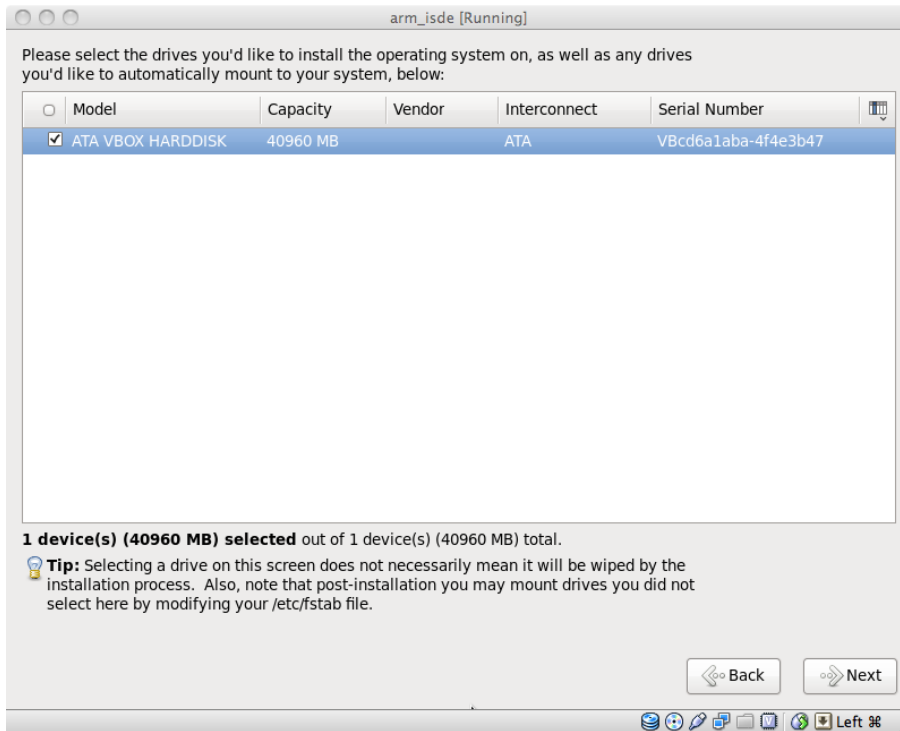 arm_isde [Running]
Please select the drives you'd like to install the operating system on, as well as any drives
you'd like to automatically mount to your system, below:
Model Capacity Vendor Interconnect Serial Number
ATA VBOX HARDDISK 40960 MB ATA VBcd6a1aba-4f4e3b47
1 device(s) (40960 MB) selected out of 1 device(s) (40960 MB) total.
Tip: Selecting a drive on this screen does not necessarily mean it will be wiped by the
installation process. Also, note that post-installation you may mount drives you did not
select here by modifying your /etc/fstab file.
Back Next
Left ⌘